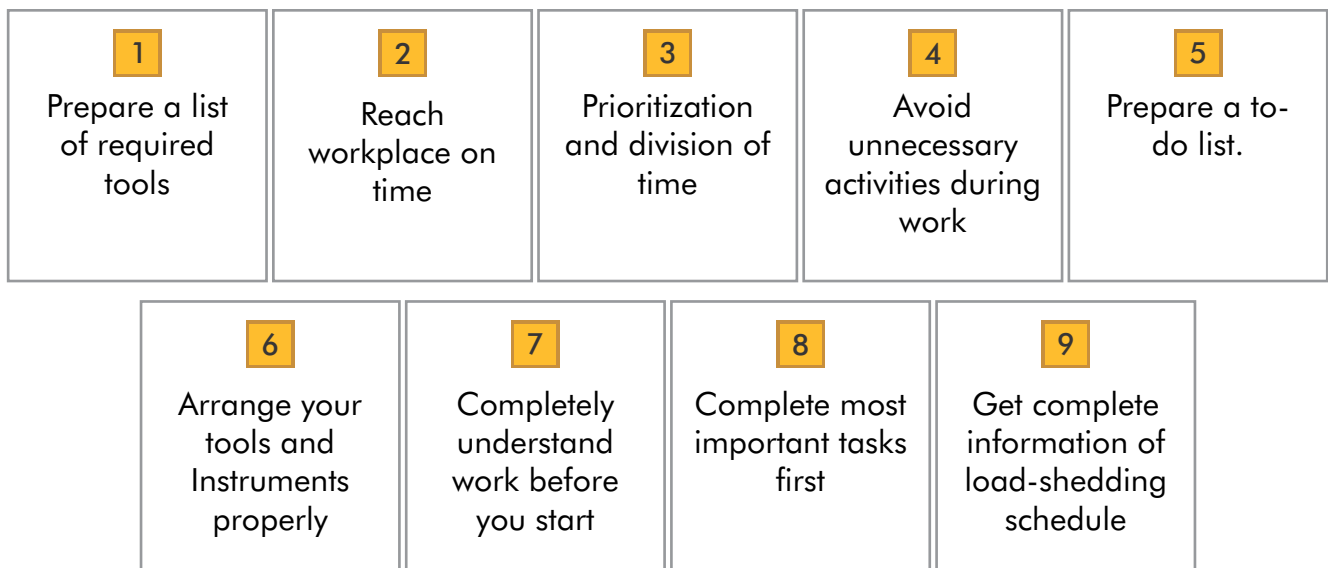 1
Prepare a list
of required
tools
2
Reach
workplace on
time
3
Prioritization
and division of
time
4
Avoid
unnecessary
activities during
work
5
Prepare a to-
do list.
6
Arrange your
tools and
Instruments
properly
7
Completely
understand
work before
you start
8
Complete most
important tasks
first
9
Get complete
information of
load-shedding
schedule